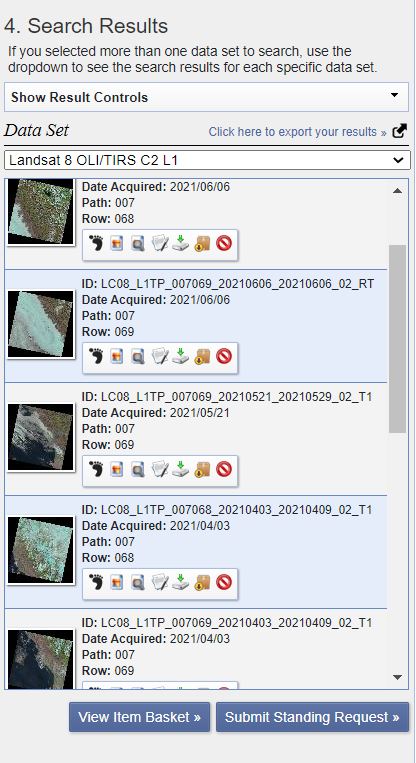 4. Search Results
If you selected more than one data set to search, use the
dropdown to see the search results for each specific data set.
Show Result Controls
Data Set
Click here to export your results »
Landsat 8 OLI/TIRS C2 L1
Date Acquired: 2021/06/06
Path: 007
Row: 068
ID: LC08_L1TP_007069_20210606_20210606_02_RT
Date Acquired: 2021/06/06
Path: 007
Row: 069
ID: LC08_L1TP_007069_20210521_20210529_02_T1
Date Acquired: 2021/05/21
Path: 007
Row: 069
ID: LC08_L1TP_007068_20210403_20210409_02_T1
Date Acquired: 2021/04/03
Path: 007
Row: 068
ID: LC08_L1TP_007069_20210403_20210409_02_T1
Date Acquired: 2021/04/03
Path: 007
Row: 069
View Item Basket »
Submit Standing Request »